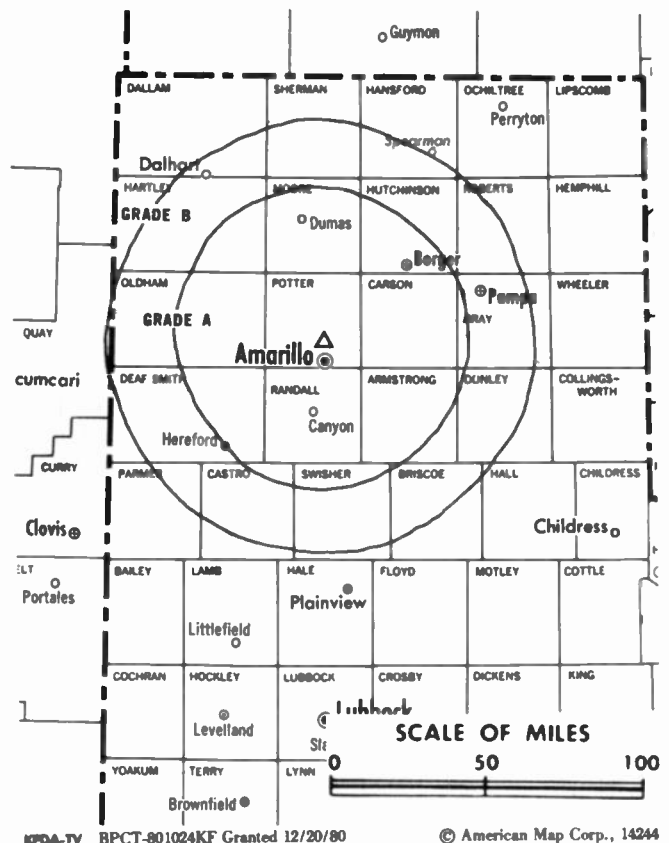 Guymon
DALLAM SHERMAN HANSFORD OCHILTREE LIPSCOMB
Perryton
Spearman
Dalhart
HARTLEY MOORE HUTCHINSON ROBERTS HEMPHILL
GRADE B
Dumas
Borger
OLDHAM POTTER CARSON WHEELER
Pampa
GRADE A GRAY
QUAY
Amarillo
cumcari DEAF SMITH RANDALL ARMSTRONG DONLEY COLLINGS-
WORTH
Canyon
Hereford
CURRY PARMER CASTRO SWISHER BRISCOE HALL CHILDRESS
Clovis Childress
ELT BAILEY LAMB HALE FLOYD MOTLEY COTTLE
Portales
Plainview
Littlefield
COCHRAN HOCKLEY LUBBOCK CROSBY DICKENS KING
Lubbock
Levelland
Sla
SCALE OF MILES
0 50 100
YOAKUM TERRY LYNN
Brownfield
KFDA-TV BPCT-801024KF Granted 12/20/80 © American Map Corp., 14244